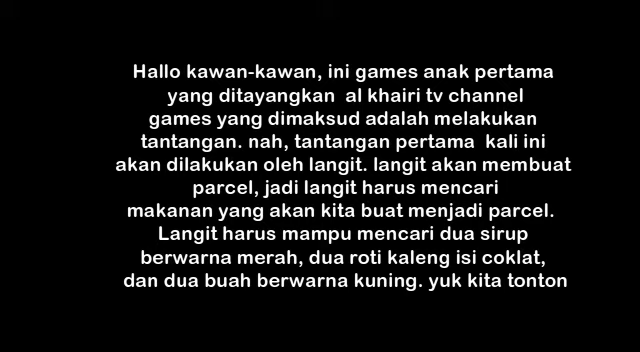 Hallo kawan-kawan, ini games anak pertama
yang ditayangkan al khairi tv channel
games yang dimaksud adalah melakukan
tantangan. nah, tantangan pertama kali ini
akan dilakukan oleh langit. langit akan membuat
parcel, jadi langit harus mencari
makanan yang akan kita buat menjadi parcel.
Langit harus mampu mencari dua sirup
berwarna merah, dua roti kaleng isi coklat,
dan dua buah berwarna kuning. yuk kita tonton